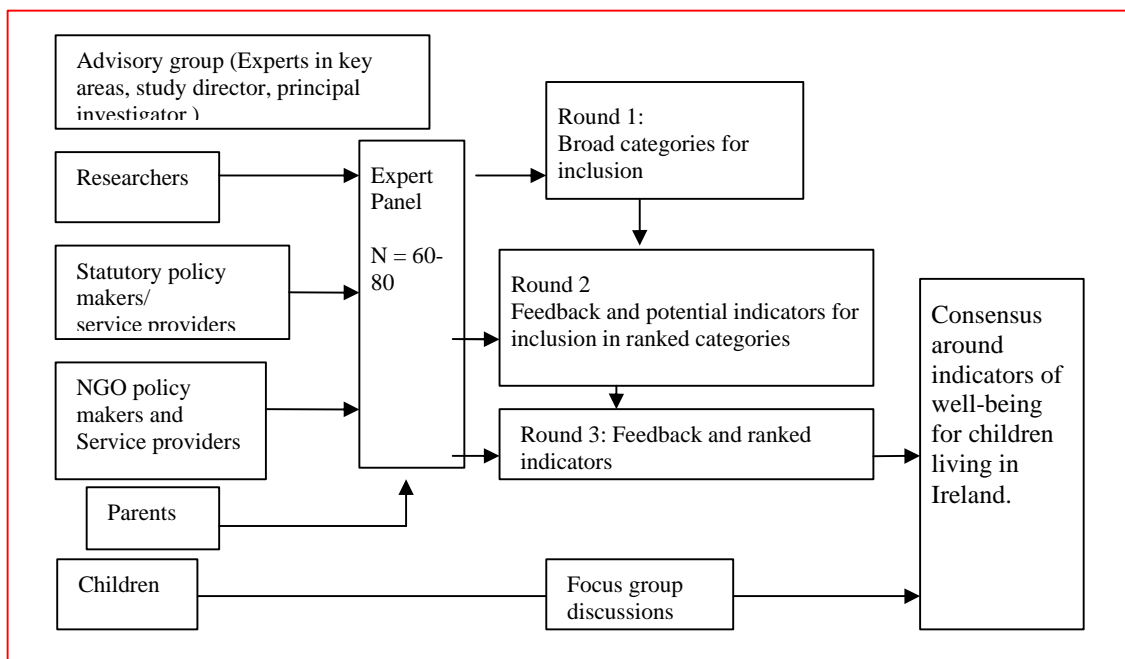 Advisory group (Experts in key
areas, study director, principal
investigator )
Researchers
Statutory policy
makers/
service providers
NGO policy
makers and
Service providers
Parents
Children
Expert
Panel
N = 60-
80
Round 1:
Broad categories for
inclusion
Round 2
Feedback and potential indicators for
inclusion in ranked categories
Round 3: Feedback and ranked
indicators
Focus group
discussions
Consensus
around
indicators of
well-being
for children
living in
Ireland.